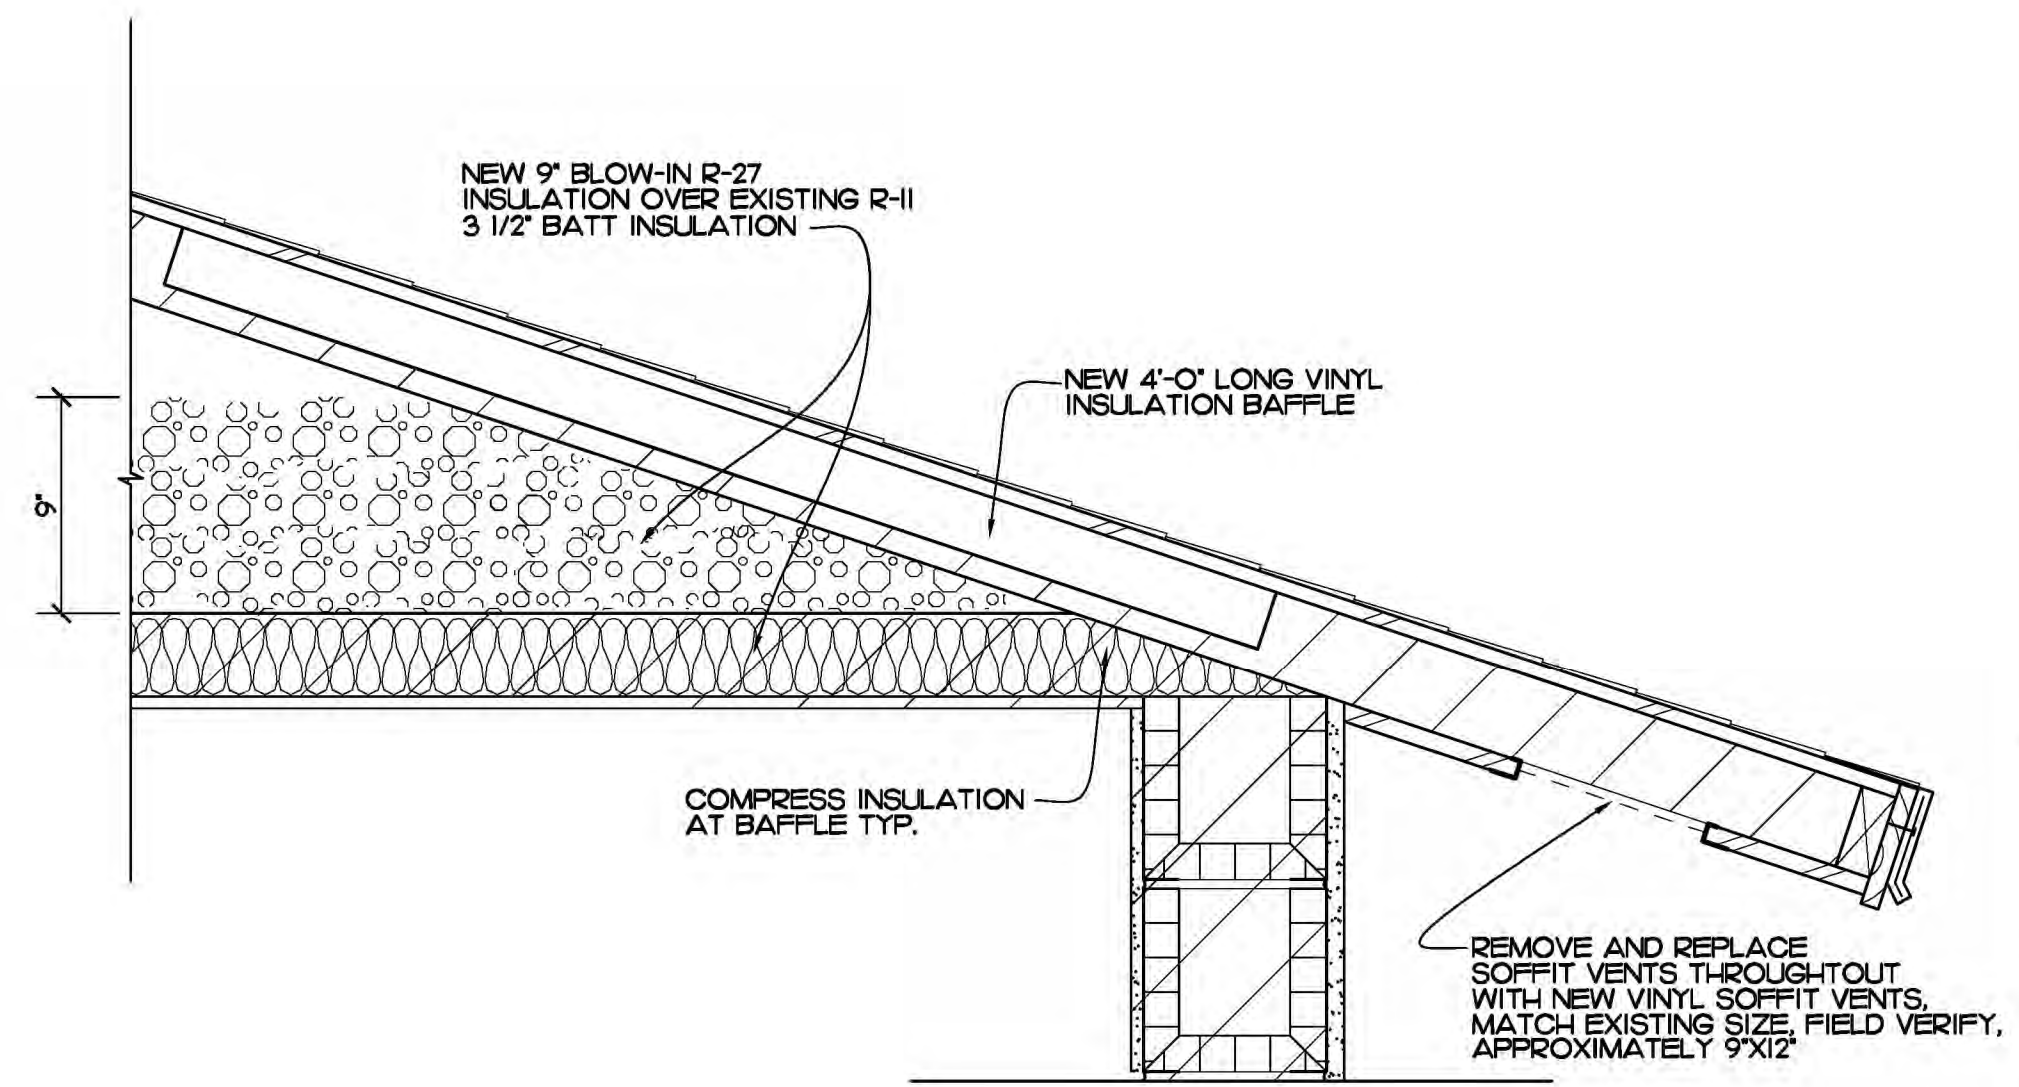 NEW 9" BLOW-IN R-27
INSULATION OVER EXISTING R-11
3 1/2" BATT INSULATION
NEW 4'-0" LONG VINYL
INSULATION BAFFLE
9"
COMPRESS INSULATION
AT BAFFLE TYP.
REMOVE AND REPLACE
SOFFIT VENTS THROUGHTOUT
WITH NEW VINYL SOFFIT VENTS,
MATCH EXISTING SIZE, FIELD VERIFY,
APPROXIMATELY 9"X12"